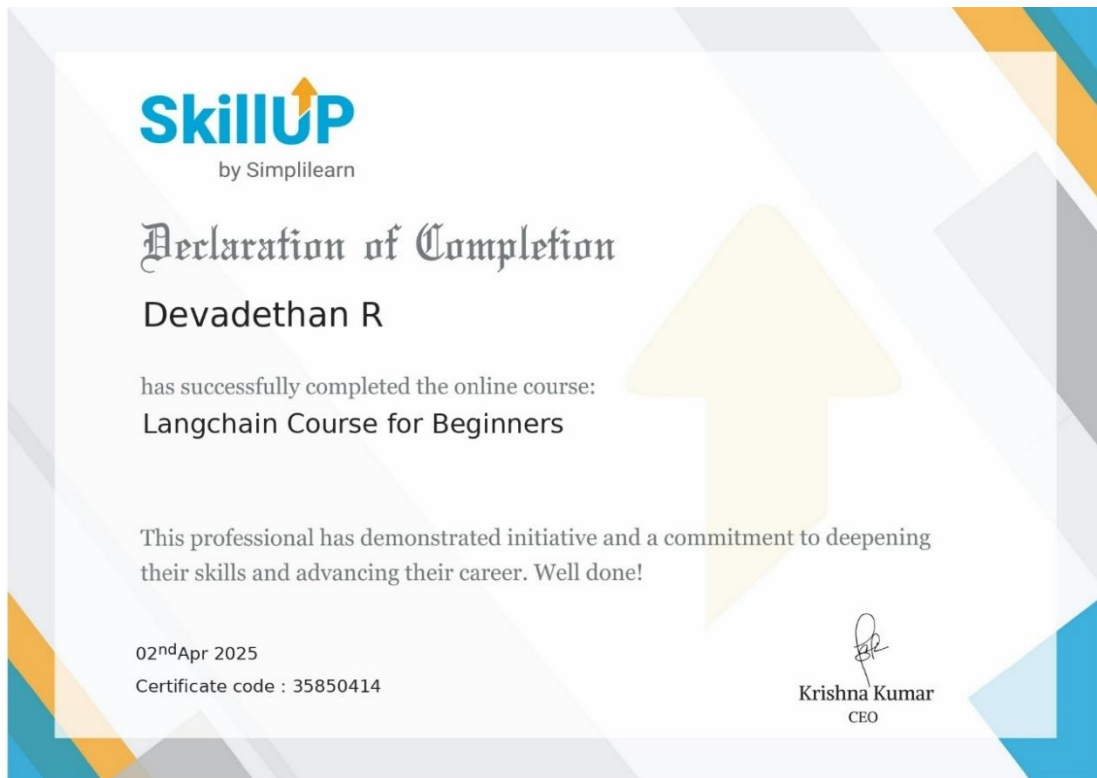 SkillUP
by Simplilearn
Declaration of Completion
Devadethan R
has successfully completed the online course:
Langchain Course for Beginners
This professional has demonstrated initiative and a commitment to deepening
their skills and advancing their career. Well done!
02ndApr 2025
Certificate code : 35850414
Krishna Kumar
CEO